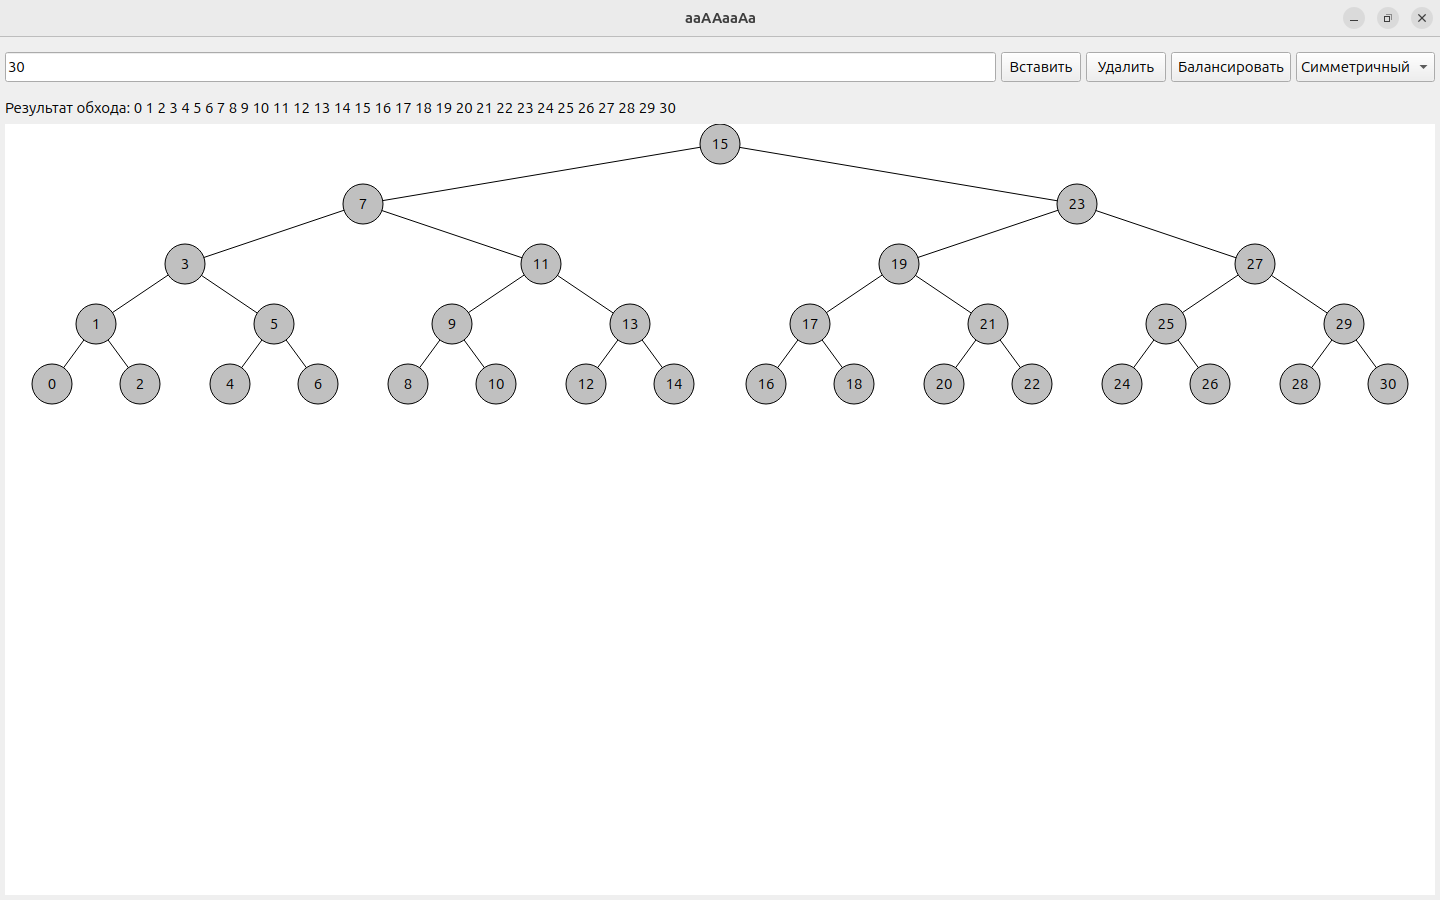 aaAAaaAa
30 Вставить Удалить Балансировать Симметричный
Результат обхода: 0 1 2 3 4 5 6 7 8 9 10 11 12 13 14 15 16 17 18 19 20 21 22 23 24 25 26 27 28 29 30
15
7 23
3 11 19 27
1 5 9 13 17 21 25 29
0 2 4 6 8 10 12 14 16 18 20 22 24 26 28 30